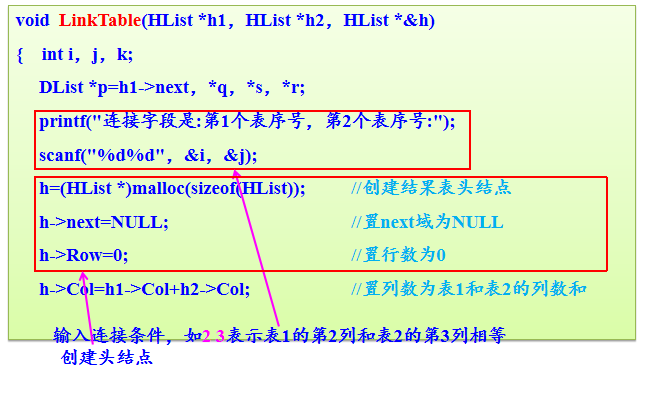 void LinkTable(HList *h1，HList *h2，HList *&h)
{ int i，j，k;
DList *p=h1->next，*q，*s，*r;
printf("连接字段是:第1个表序号，第2个表序号:");
scanf("%d%d"，&i，&j);
h=(HList *)malloc(sizeof(HList)); //创建结果表头结点
h->next=NULL; //置next域为NULL
h->Row=0; //置行数为0
h->Col=h1->Col+h2->Col; //置列数为表1和表2的列数和
输入连接条件，如2 3表示表1的第2列和表2的第3列相等
创建头结点